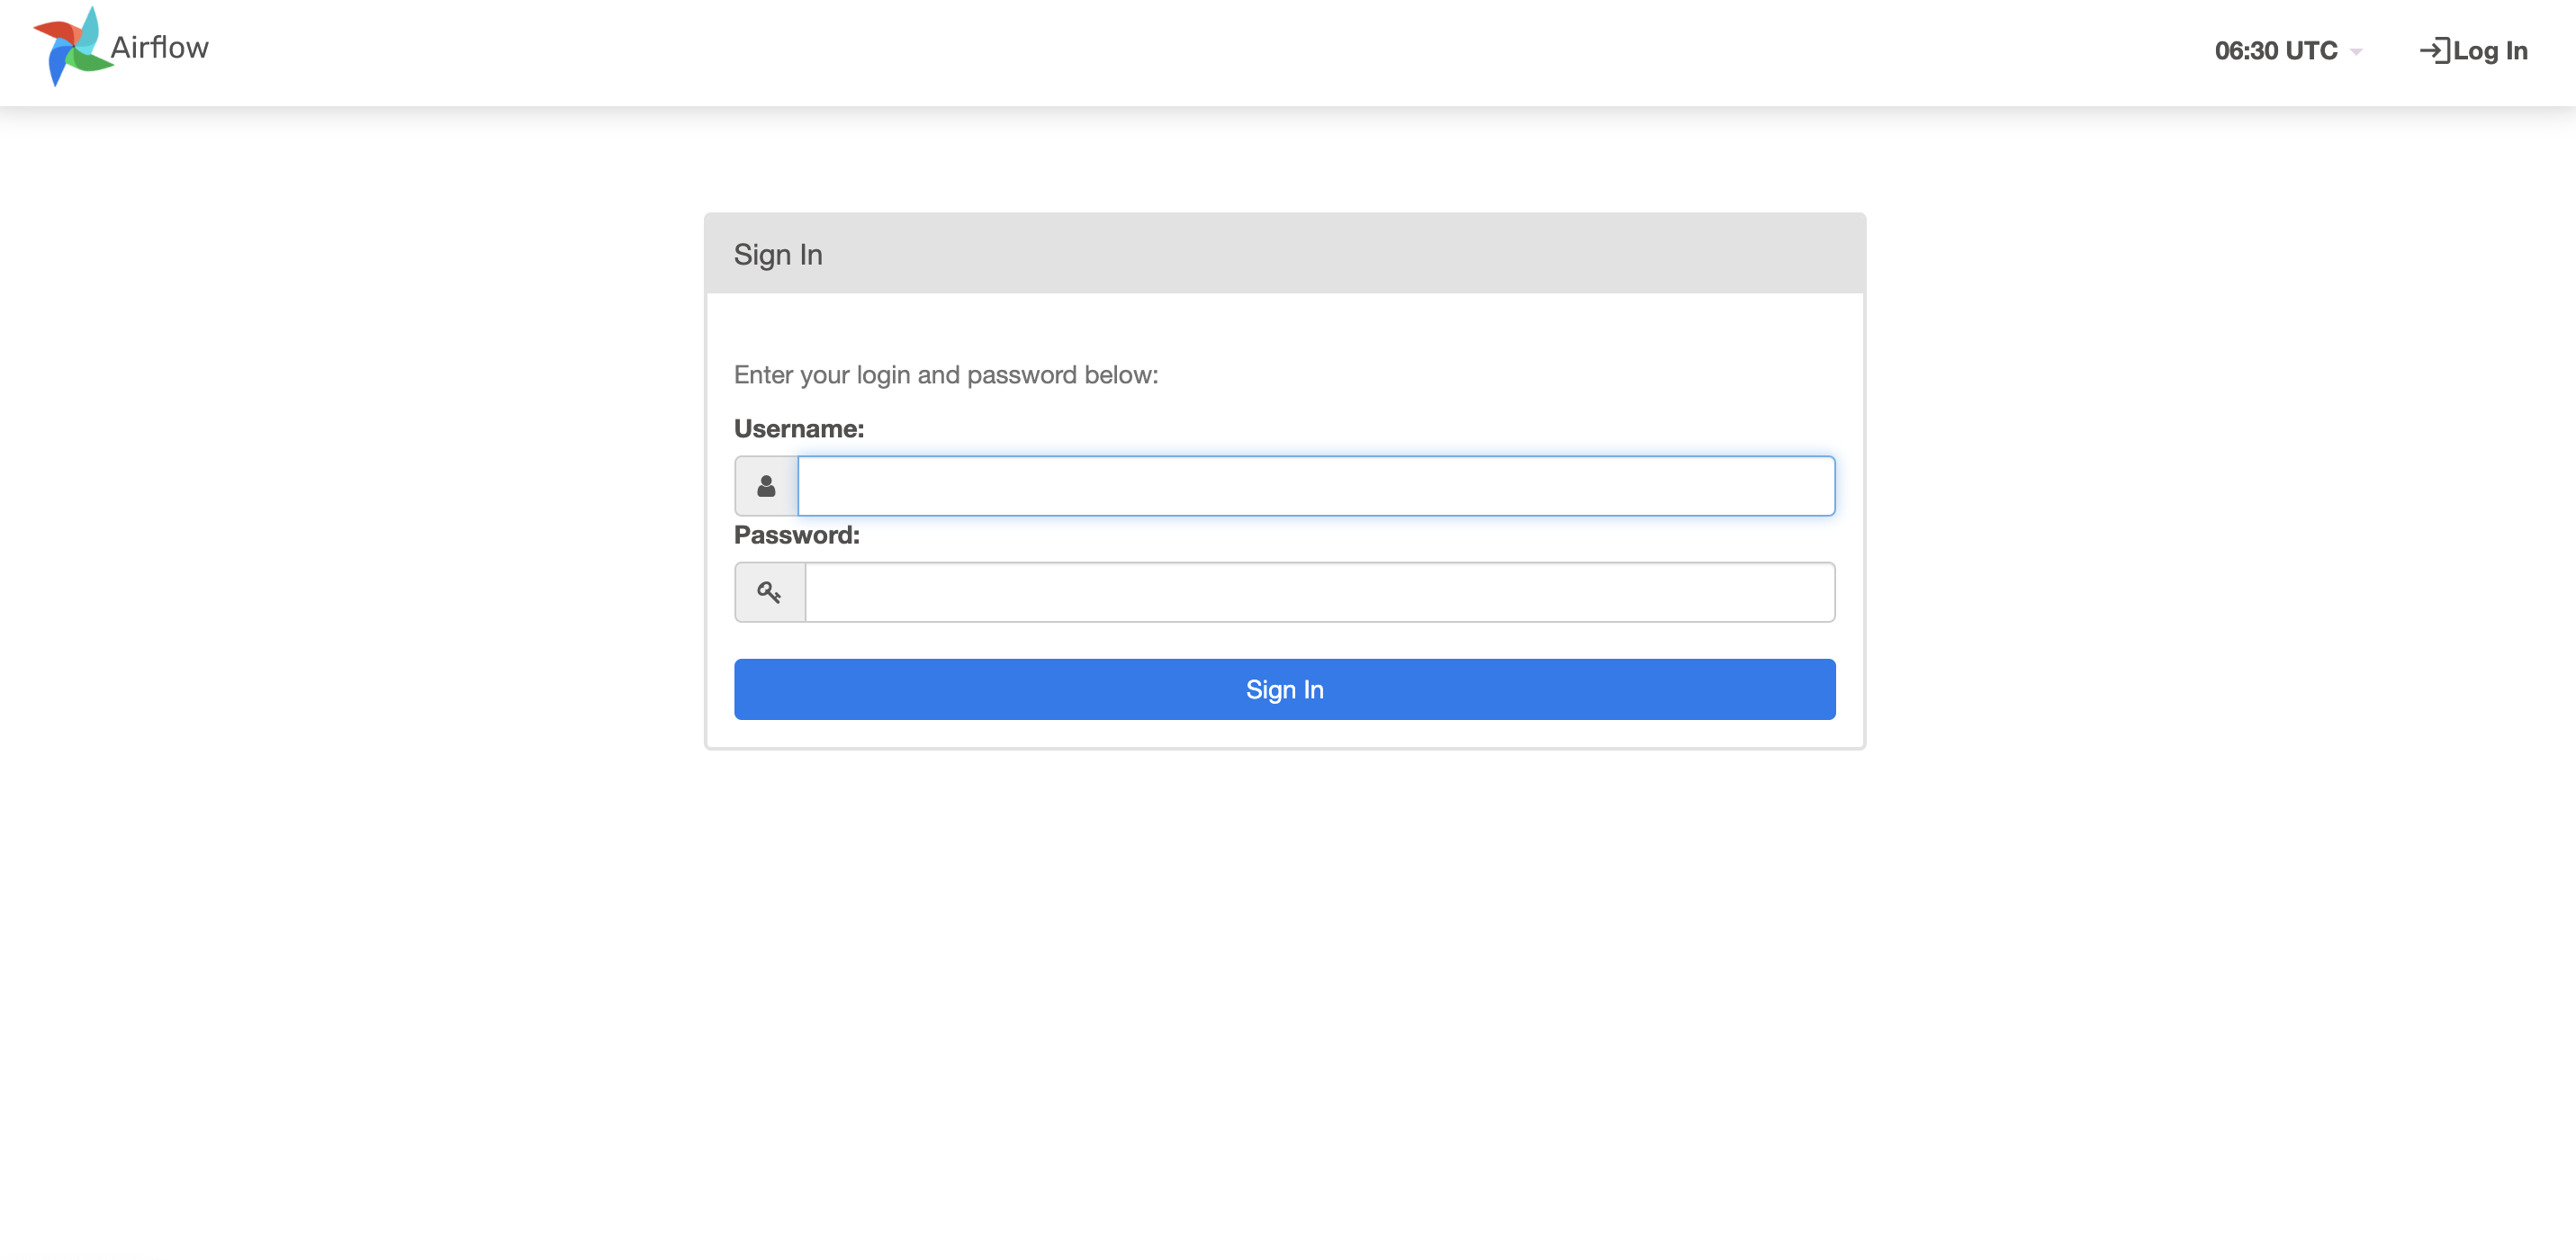 Airflow
06:30 UTC
Log In
Sign In
Enter your login and password below:
Username:
Password:
Sign In